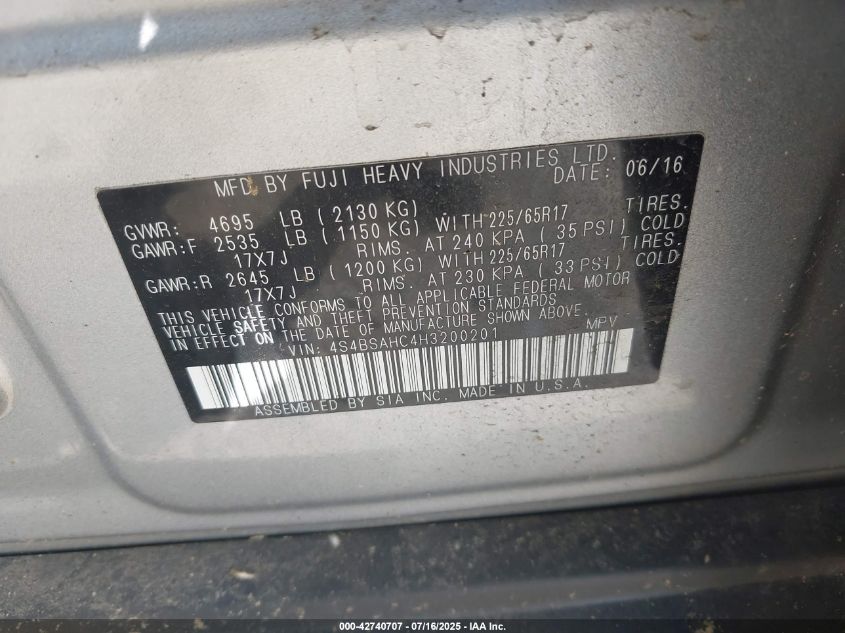 MFD. BY FUJI HEAVY INDUSTRIES LTD.
DATE: 06/16
GVWR: 4695 LB (2130 KG)
GAWR:F 2535 LB (1150 KG) WITH 225/65R17 TIRES.
17X7J RIMS. AT 240 KPA (35 PSI) COLD
GAWR:R 2645 LB (1200 KG) WITH 225/65R17 TIRES.
17X7J RIMS. AT 230 KPA (33 PSI) COLD
THIS VEHICLE CONFORMS TO ALL APPLICABLE FEDERAL MOTOR
VEHICLE SAFETY AND THEFT PREVENTION STANDARDS
IN EFFECT ON THE DATE OF MANUFACTURE SHOWN ABOVE.
VIN: 4S4BSAHC4H3200201 MPV
ASSEMBLED BY SIA INC. MADE IN U.S.A.
000-42740707 - 07/16/2025 - IAA Inc.